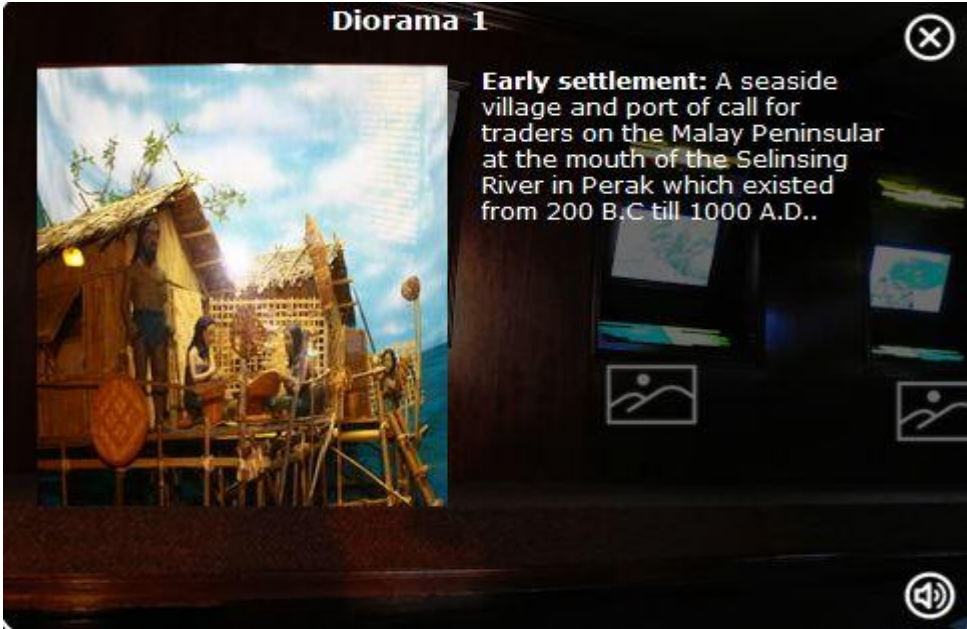 Diorama 1
Early settlement: A seaside
village and port of call for
traders on the Malay Peninsular
at the mouth of the Selinsing
River in Perak which existed
from 200 B.C till 1000 A.D..